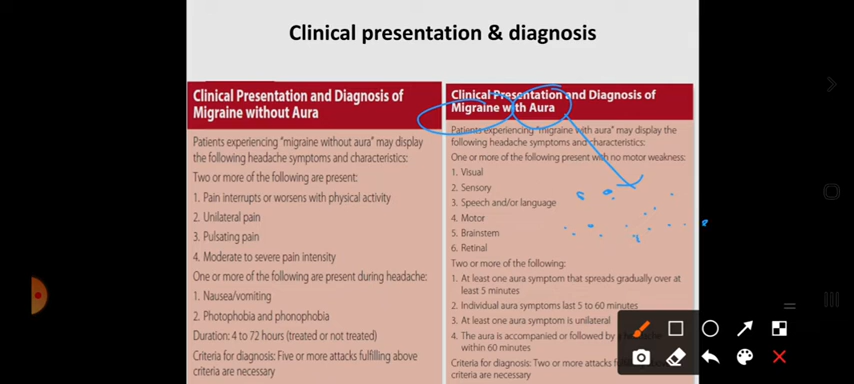 Clinical presentation & diagnosis
Clinical Presentation and Diagnosis of
Migraine without Aura
Patients experiencing “migraine without aura” may display
the following headache symptoms and characteristics:
Two or more of the following are present:
1. Pain interrupts or worsens with physical activity
2. Unilateral pain
3. Pulsating pain
4. Moderate to severe pain intensity
One or more of the following are present during headache:
1. Nausea/vomiting
2. Photophobia and phonophobia
Duration: 4 to 72 hours (treated or not treated)
Criteria for diagnosis: Five or more attacks fulfilling above
criteria are necessary
Clinical Presentation and Diagnosis of
Migraine with Aura
Patients experiencing “migraine with aura” may display the
following headache symptoms and characteristics:
One or more of the following present with no motor weakness:
1. Visual
2. Sensory
3. Speech and/or language
4. Motor
5. Brainstem
6. Retinal
Two or more of the following:
1. At least one aura symptom that spreads gradually over at
least 5 minutes
2. Individual aura symptoms last 5 to 60 minutes
3. At least one aura symptom is unilateral
4. The aura is accompanied or followed by a
within 60 minutes
Criteria for diagnosis: Two or more attacks
criteria are necessary